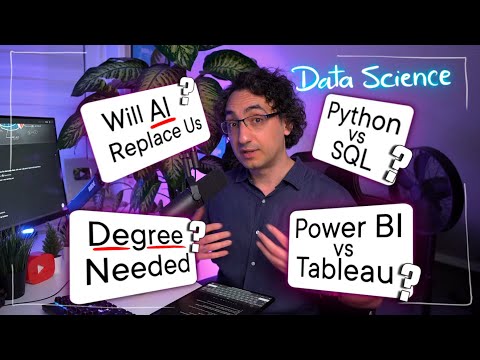 Data Science
Will AI
Replace Us
?
Python
vs
SQL
?
Degree
Needed
?
Power BI
vs
Tableau
?